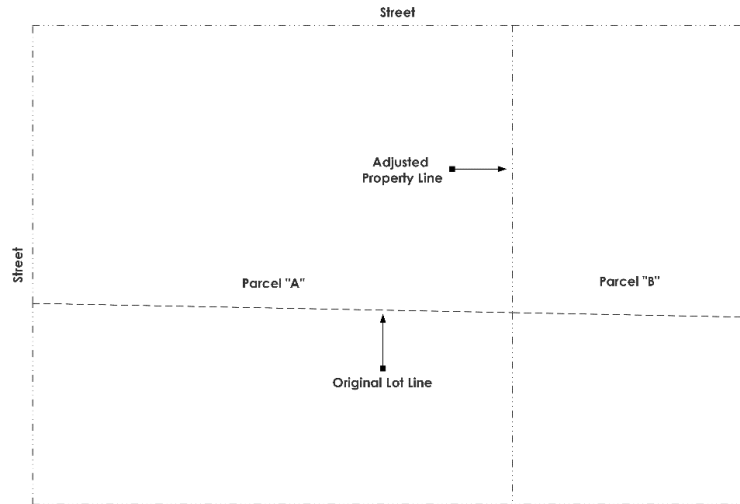 Street
Adjusted
Property Line
Street
Parcel "A"
Parcel "B"
Original Lot Line